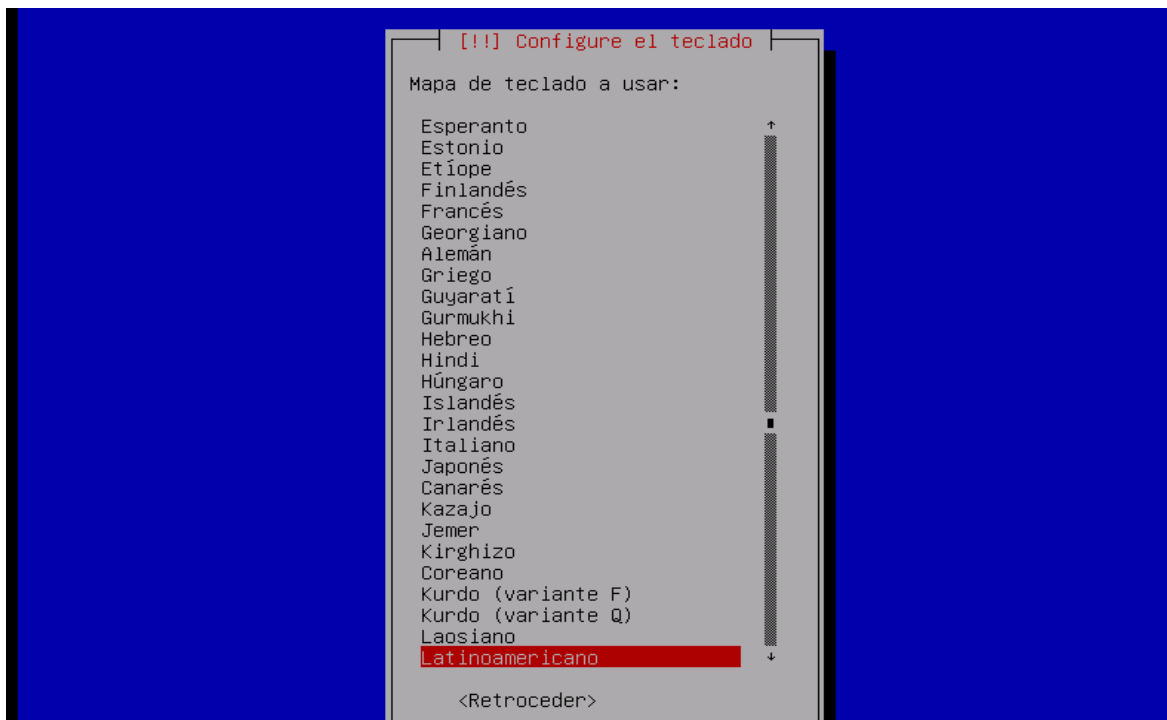 [!!] Configure el teclado
Mapa de teclado a usar:
Esperanto
Estonio
Etíope
Finlandés
Francés
Georgiano
Alemán
Griego
Guyaratí
Gurmukhi
Hebreo
Hindi
Húngaro
Islandés
Irlandés
Italiano
Japonés
Canarés
Kazajo
Jemer
Kirghizo
Coreano
Kurdo (variante F)
Kurdo (variante Q)
Laosiano
Latinoamericano
<Retroceder>